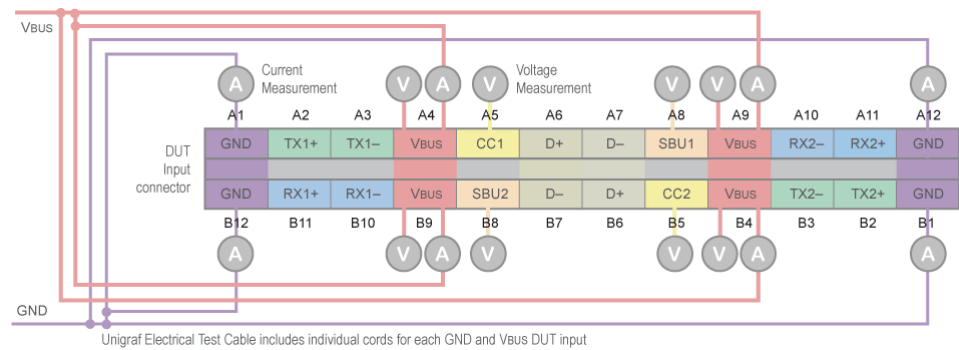 VBUS
Current
Measurement
Voltage
Measurement
A A V A V V V A A
A1 A2 A3 A4 A5 A6 A7 A8 A9 A10 A11 A12
DUT
Input
connector
GND TX1+ TX1– VBUS CC1 D+ D– SBU1 VBUS RX2– RX2+ GND
GND RX1+ RX1– VBUS SBU2 D– D+ CC2 VBUS TX2– TX2+ GND
B12 B11 B10 B9 B8 B7 B6 B5 B4 B3 B2 B1
A V A V V V A A
GND
Unigraf Electrical Test Cable includes individual cords for each GND and VBUS DUT input